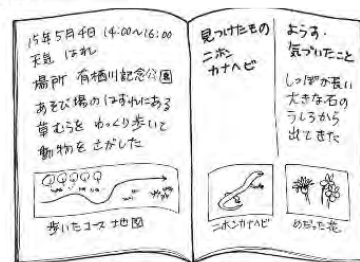 15年5月4日 14:00~16:00
天気 はれ
場所 有栖川記念公園
あそび場のはずれにある
草むらを ゆっくり歩いて
動物をさがした
歩いたコース 地図
見つけたもの
ニホン
カナヘビ
ニホンカナヘビ
ようす・
気づいたこと
しっぽが長い
大きな石の
うしろから
出てきた
めだった花